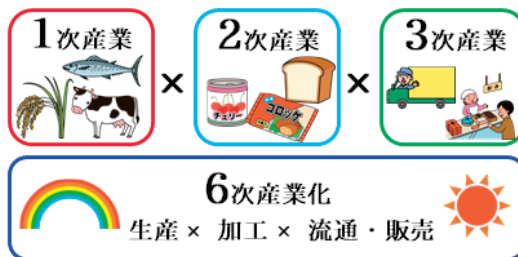 1次産業
×
2次産業
×
3次産業
チェリー
コロッケ
6次産業化
生産 × 加工 × 流通・販売